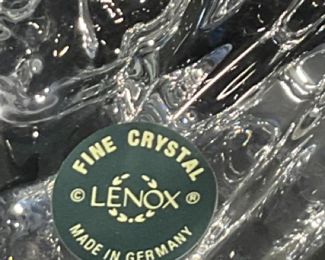 FINE CRYSTAL
© LENOX ®
MADE IN GERMANY